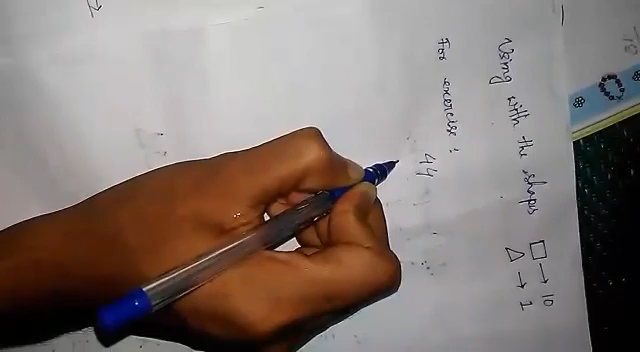 Using with the shapes □ → 10
△ → 1
For exercise : 44